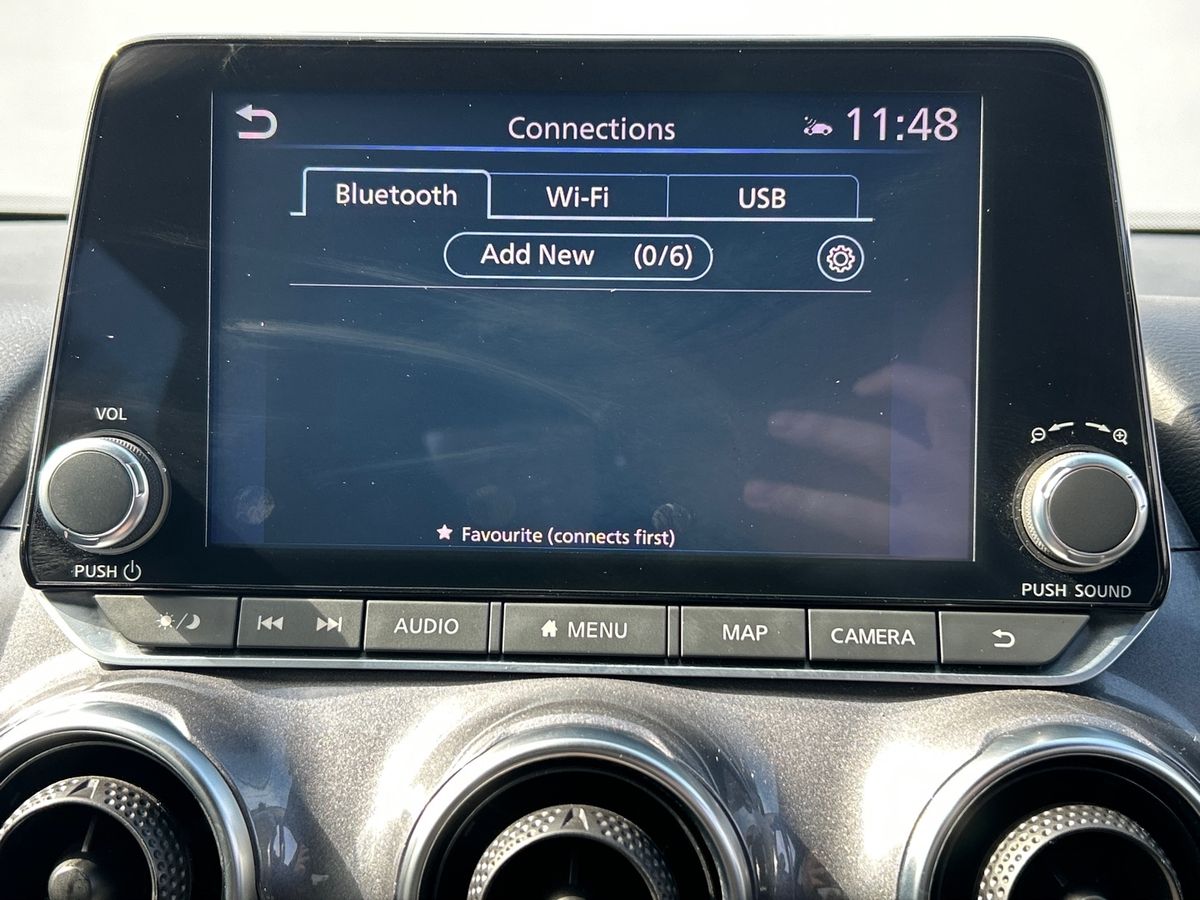 Connections 11:48
Bluetooth Wi-Fi USB
Add New (0/6)
Favourite (connects first)
VOL
PUSH
PUSH SOUND
AUDIO MENU MAP CAMERA